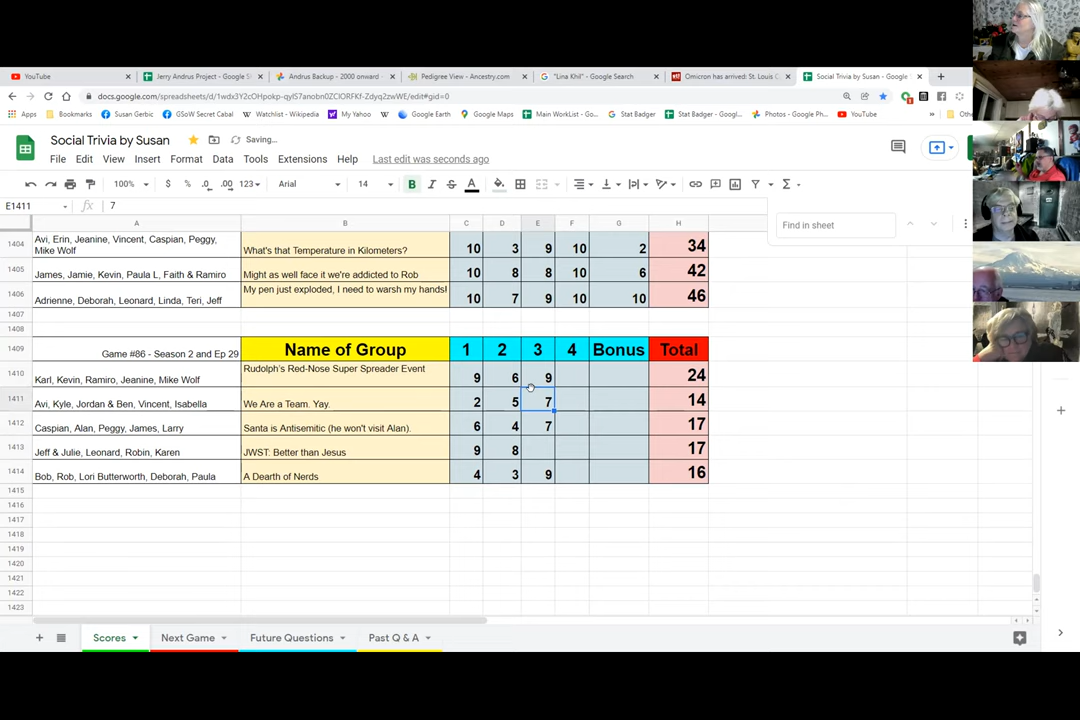 YouTube
Jerry Andrus Project - Google S
Andrus Backup - 2000 onward -
Pedigree View - Ancestry.com
"Lina Khil" - Google Search
Omicron has arrived: St. Louis C
Social Trivia by Susan - Google S
Apps
Bookmarks
Susan Gerbic
GSoW Secret Cabal
Watchlist - Wikipedia
My Yahoo
Google Earth
Google Maps
Main WorkList - Go...
Stat Badger
Stat Badger - Goo...
Photos - Google Ph...
YouTube
Social Trivia by Susan
Saving...
File Edit View Insert Format Data Tools Extensions Help Last edit was seconds ago
100% $ % .0 .00 123 Arial 14 B I S A
E1411 fx 7
Find in sheet
A B C D E F G H
1404 Avi, Erin, Jeanine, Vincent, Caspian, Peggy,
Mike Wolf What's that Temperature in Kilometers? 10 3 9 10 2 34
1405 James, Jamie, Kevin, Paula L, Faith & Ramiro Might as well face it we're addicted to Rob 10 8 8 10 6 42
1406 Adrienne, Deborah, Leonard, Linda, Teri, Jeff My pen just exploded, I need to warsh my hands! 10 7 9 10 10 46
1407
1408
1409 Game #86 - Season 2 and Ep 29 Name of Group 1 2 3 4 Bonus Total
1410 Karl, Kevin, Ramiro, Jeanine, Mike Wolf Rudolph's Red-Nose Super Spreader Event 9 6 9 24
1411 Avi, Kyle, Jordan & Ben, Vincent, Isabella We Are a Team. Yay. 2 5 7 14
1412 Caspian, Alan, Peggy, James, Larry Santa is Antisemitic (he won't visit Alan). 6 4 7 17
1413 Jeff & Julie, Leonard, Robin, Karen JWST: Better than Jesus 9 8 17
1414 Bob, Rob, Lori Butterworth, Deborah, Paula A Dearth of Nerds 4 3 9 16
1415
1416
1417
1418
1419
1420
1421
1422
1423
Scores
Next Game
Future Questions
Past Q & A